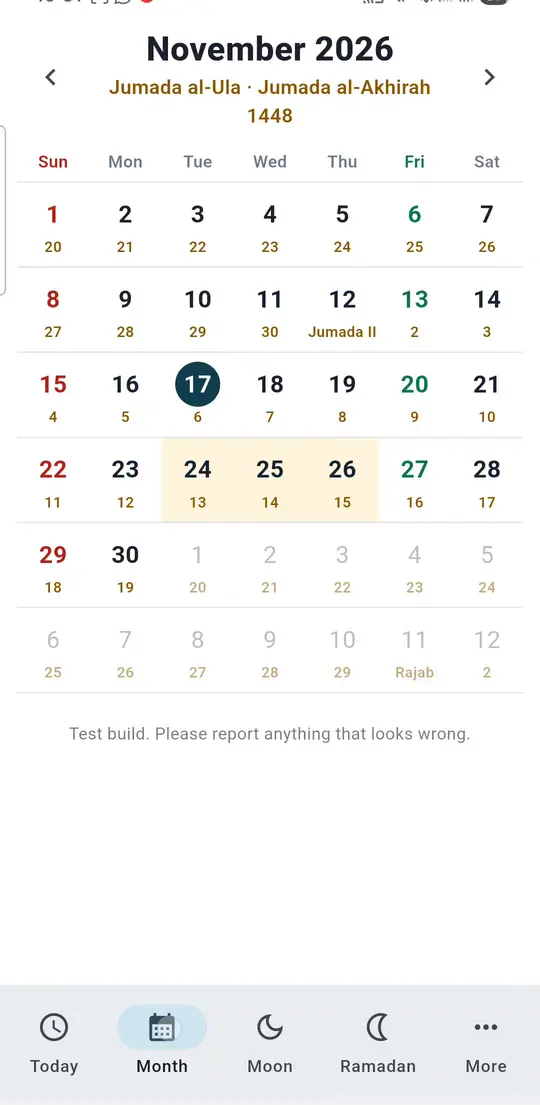 November 2026
Jumada al-Ula · Jumada al-Akhirah
1448
Sun Mon Tue Wed Thu Fri Sat
1 2 3 4 5 6 7
20 21 22 23 24 25 26
8 9 10 11 12 13 14
27 28 29 30 Jumada II 2 3
15 16 17 18 19 20 21
4 5 6 7 8 9 10
22 23 24 25 26 27 28
11 12 13 14 15 16 17
29 30 1 2 3 4 5
18 19 20 21 22 23 24
6 7 8 9 10 11 12
25 26 27 28 29 Rajab 2
Test build. Please report anything that looks wrong.
Today Month Moon Ramadan More